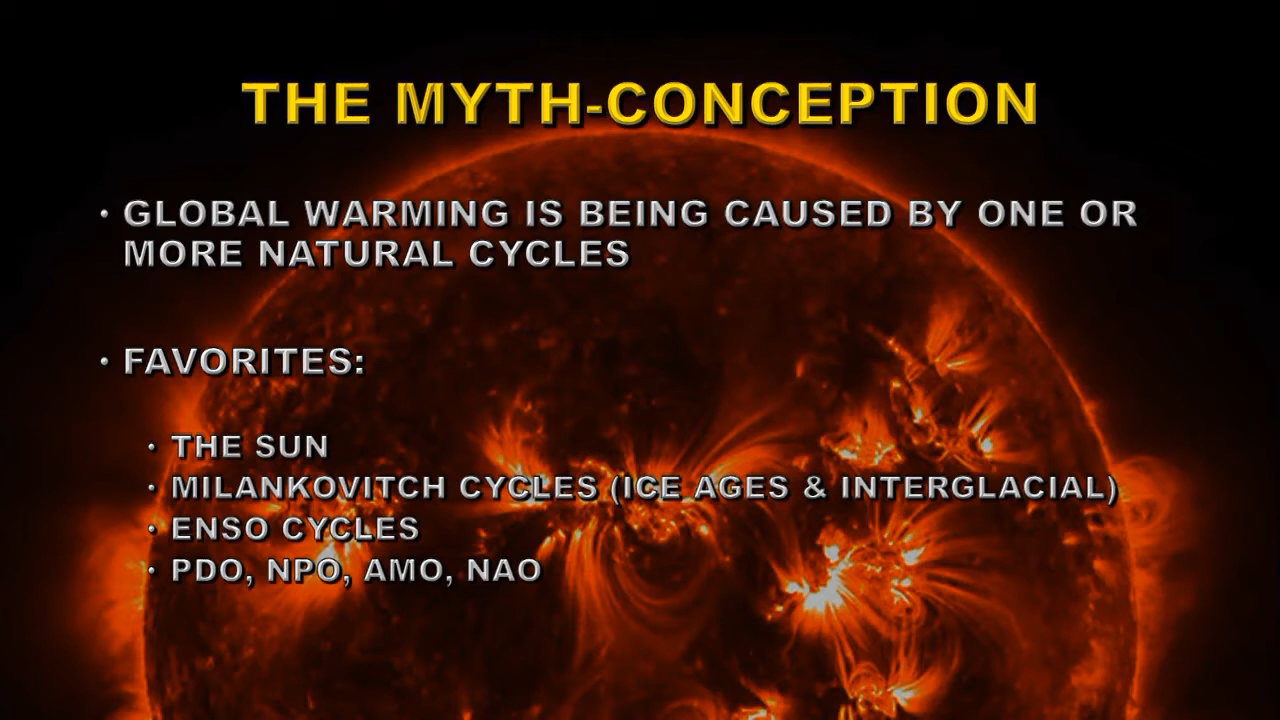 THE MYTH-CONCEPTION
• GLOBAL WARMING IS BEING CAUSED BY ONE OR
MORE NATURAL CYCLES
• FAVORITES:
• THE SUN
• MILANKOVITCH CYCLES (ICE AGES & INTERGLACIAL)
• ENSO CYCLES
• PDO, NPO, AMO, NAO